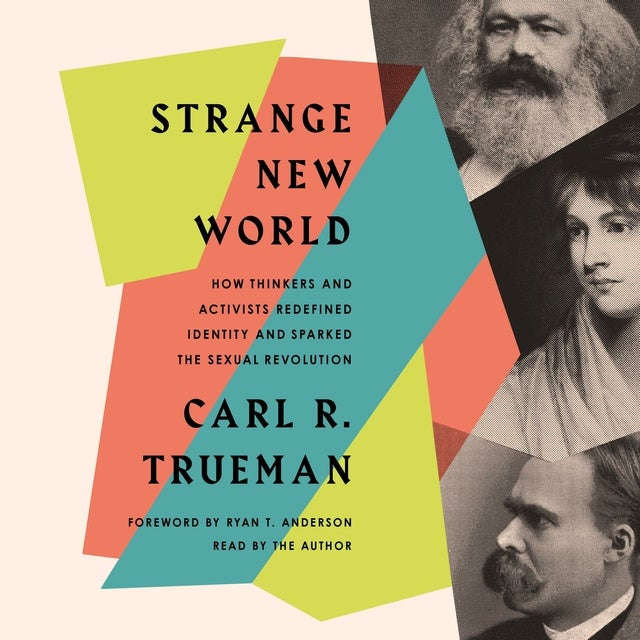 STRANGE
NEW
WORLD
HOW THINKERS AND
ACTIVISTS REDEFINED
IDENTITY AND SPARKED
THE SEXUAL REVOLUTION
CARL R.
TRUEMAN
FOREWORD BY RYAN T. ANDERSON
READ BY THE AUTHOR